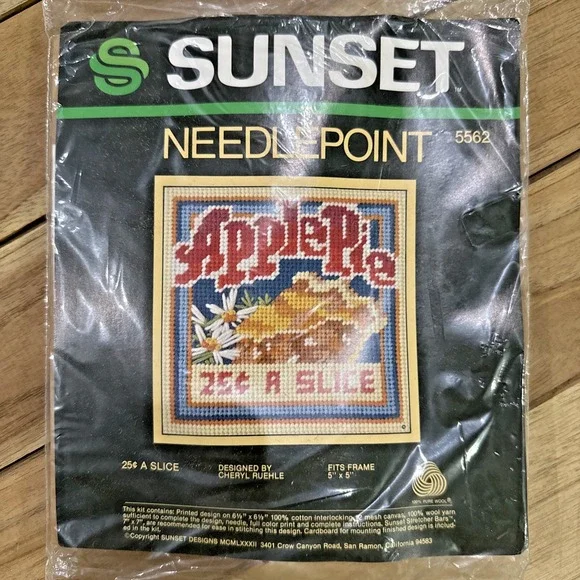 SUNSET
NEEDLEPOINT 5562
Apple Pie
25¢ A SLICE
25¢ A SLICE
DESIGNED BY
CHERYL RUEHLE
FITS FRAME
5" x 5"
100% PURE WOOL
This kit contains: Printed design on 6½" x 6½" 100% cotton interlocking mesh canvas; 100% wool yarn
sufficient to complete the design, needle, full color print and complete instructions. Sunset Stretcher Bars™
7" x 7", are recommended for ease in stitching this design. Cardboard for mounting finished design is includ-
ed in the kit.
©Copyright SUNSET DESIGNS MCMLXXXII 3401 Crow Canyon Road, San Ramon, California 94583